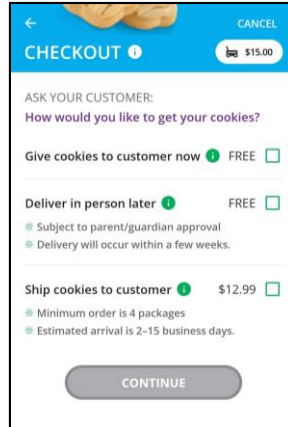 CANCEL
CHECKOUT
$15.00
ASK YOUR CUSTOMER:
How would you like to get your cookies?
Give cookies to customer now FREE
Deliver in person later FREE
Subject to parent/guardian approval
Delivery will occur within a few weeks.
Ship cookies to customer $12.99
Minimum order is 4 packages
Estimated arrival is 2–15 business days.
CONTINUE